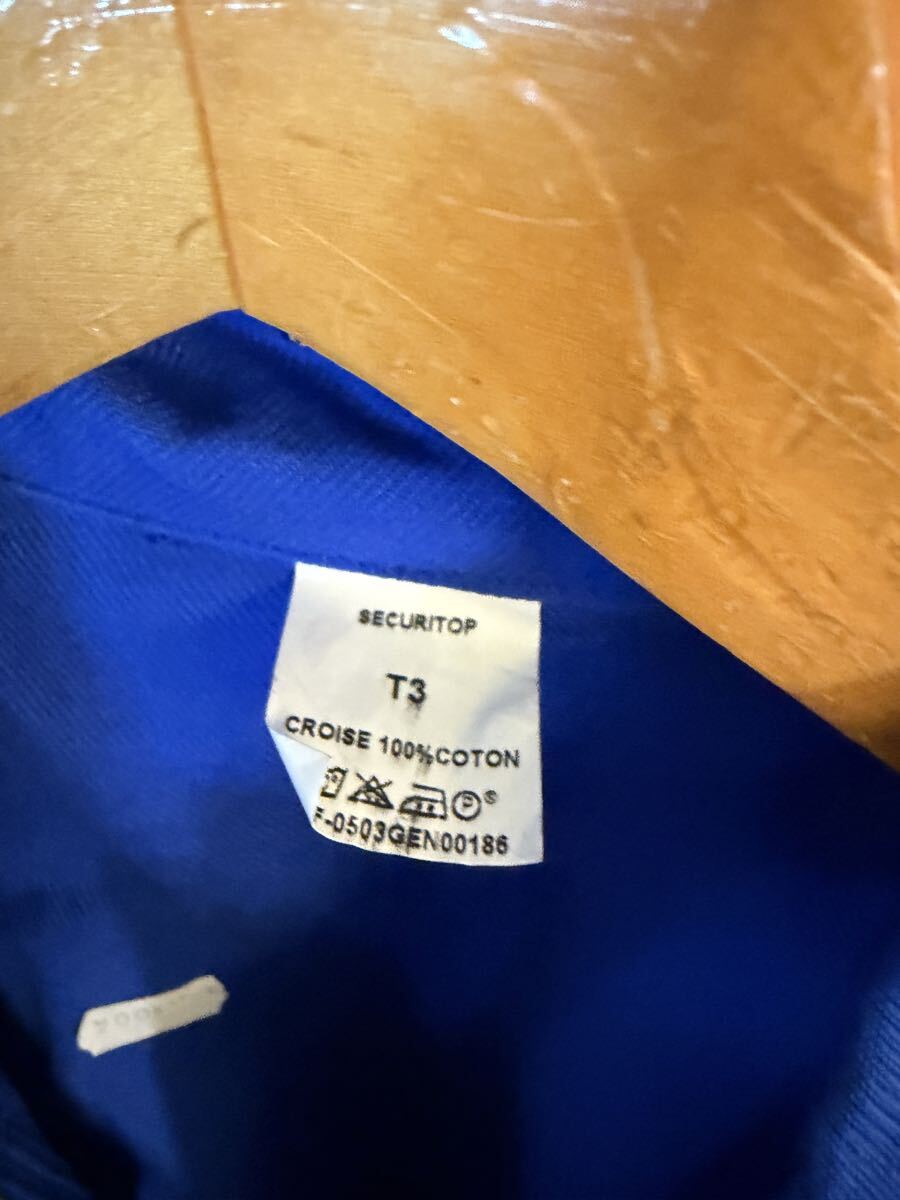 SECURITOP
T3
CROISE 100%COTON
P S
F-0503GEN00186